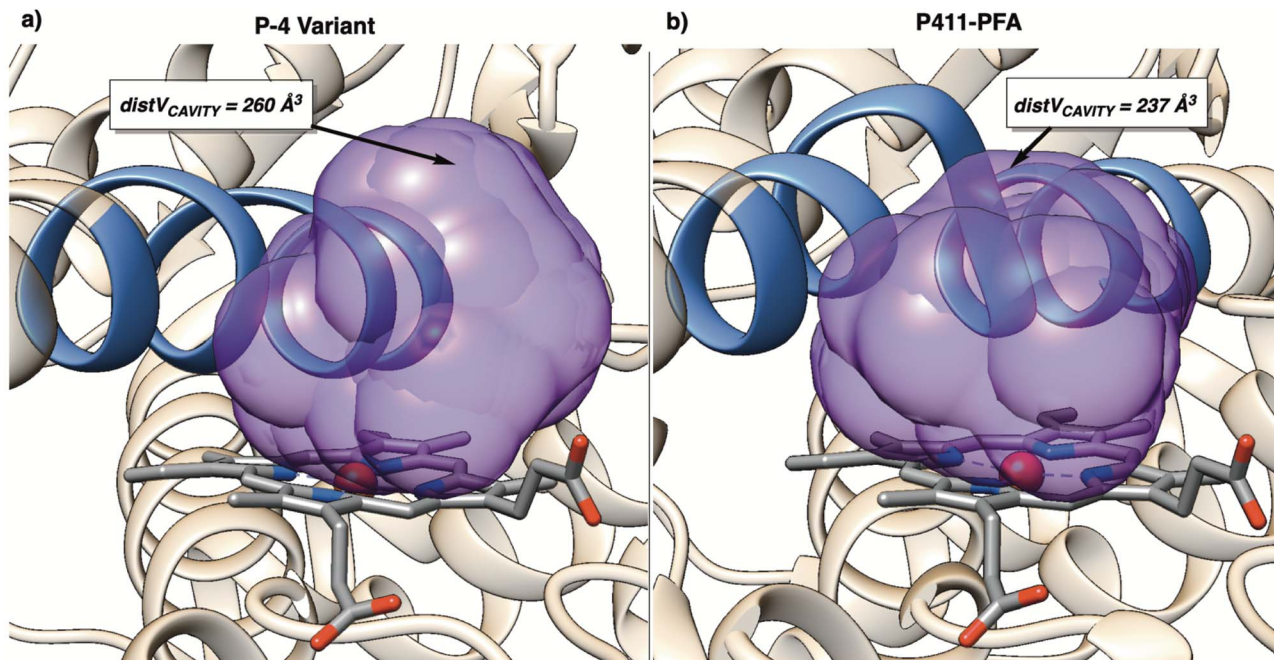 a)
P-4 Variant
distV_CAVITY = 260 Å³
b)
P411-PFA
distV_CAVITY = 237 Å³